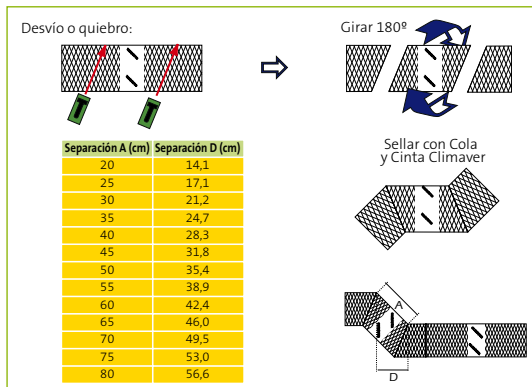 Desvío o quiebro:
Girar 180º
Separación A (cm) Separación D (cm)
20 14,1
25 17,1
30 21,2
35 24,7
40 28,3
45 31,8
50 35,4
55 38,9
60 42,4
65 46,0
70 49,5
75 53,0
80 56,6
Sellar con Cola
y Cinta Climaver
A
D